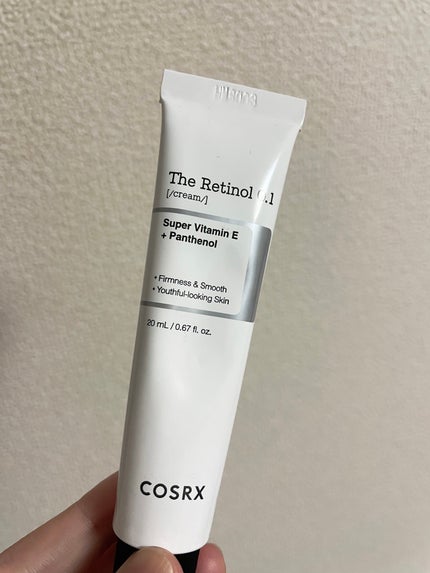 The Retinol 0.1
[/cream/]
Super Vitamin E
+ Panthenol
+ Firmness & Smooth
+ Youthful-looking Skin
20 mL / 0.67 fl. oz.
COSRX